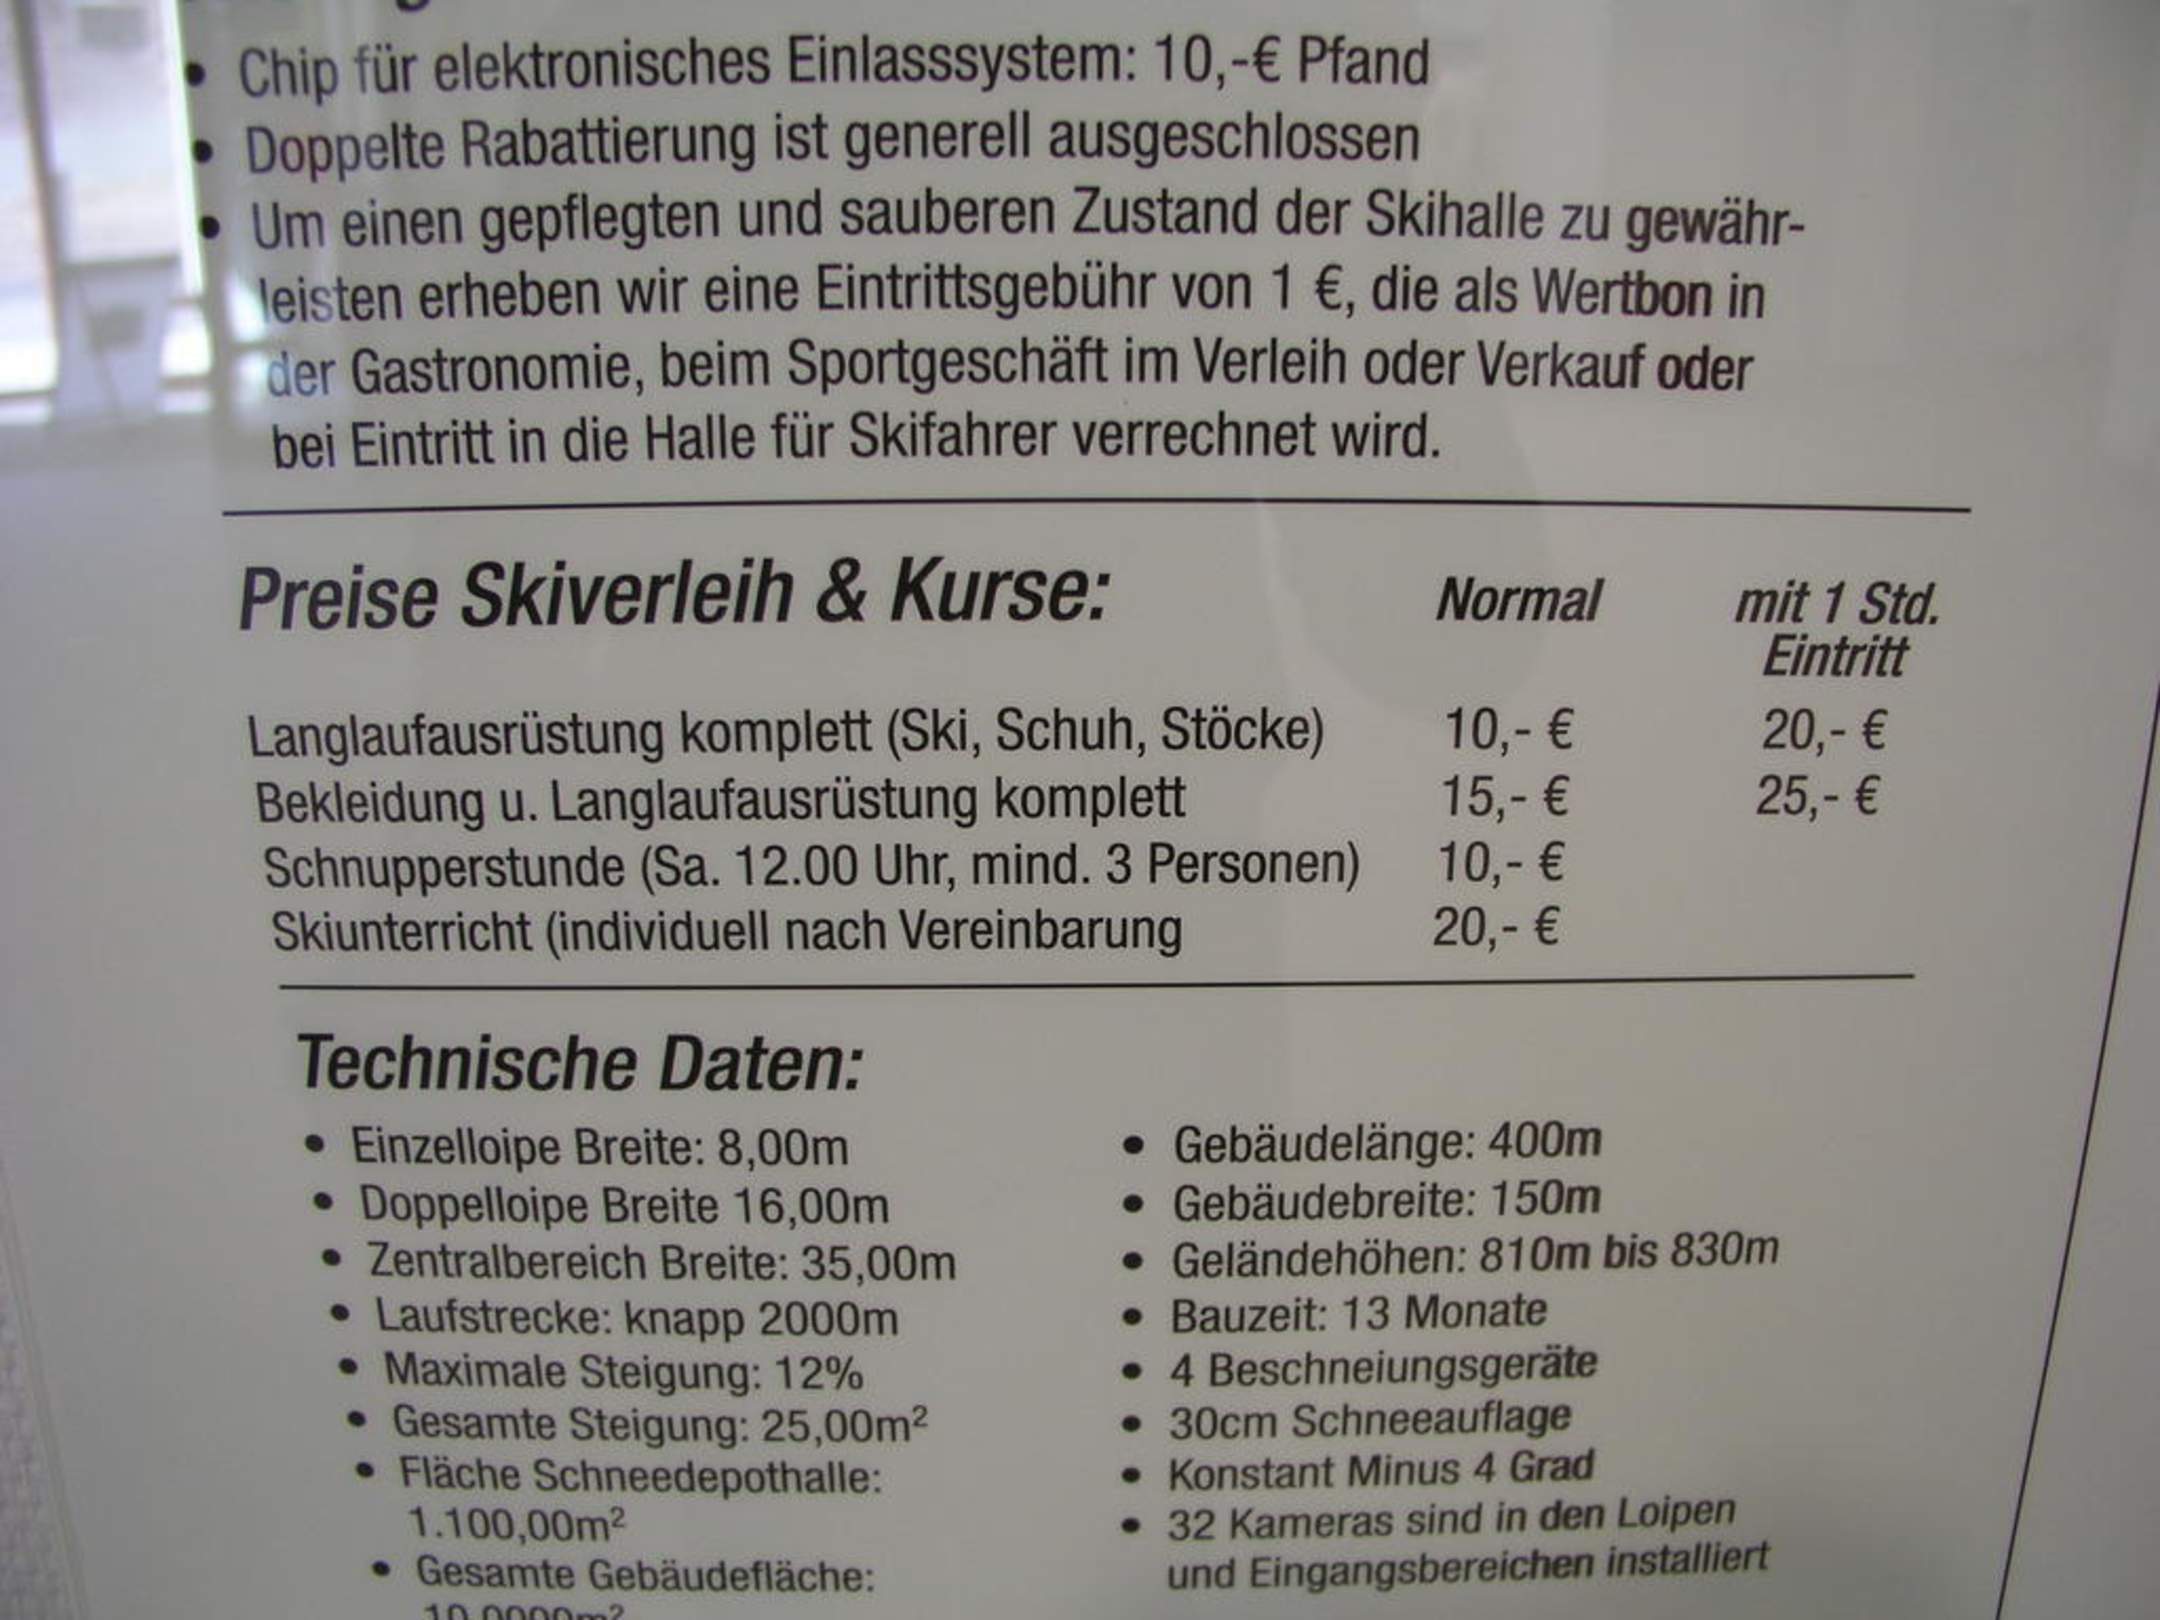 • Chip für elektronisches Einlasssystem: 10,-€ Pfand
• Doppelte Rabattierung ist generell ausgeschlossen
• Um einen gepflegten und sauberen Zustand der Skihalle zu gewähr-
leisten erheben wir eine Eintrittsgebühr von 1 €, die als Wertbon in
der Gastronomie, beim Sportgeschäft im Verleih oder Verkauf oder
bei Eintritt in die Halle für Skifahrer verrechnet wird.
Preise Skiverleih & Kurse: Normal mit 1 Std.
Eintritt
Langlaufausrüstung komplett (Ski, Schuh, Stöcke) 10,- € 20,- €
Bekleidung u. Langlaufausrüstung komplett 15,- € 25,- €
Schnupperstunde (Sa. 12.00 Uhr, mind. 3 Personen) 10,- €
Skiunterricht (individuell nach Vereinbarung 20,- €
Technische Daten:
• Einzelloipe Breite: 8,00m
• Doppelloipe Breite 16,00m
• Zentralbereich Breite: 35,00m
• Laufstrecke: knapp 2000m
• Maximale Steigung: 12%
• Gesamte Steigung: 25,00m²
• Fläche Schneedepothalle:
1.100,00m²
• Gesamte Gebäudefläche:
• Gebäudelänge: 400m
• Gebäudebreite: 150m
• Geländehöhen: 810m bis 830m
• Bauzeit: 13 Monate
• 4 Beschneiungsgeräte
• 30cm Schneeauflage
• Konstant Minus 4 Grad
• 32 Kameras sind in den Loipen
und Eingangsbereichen installiert